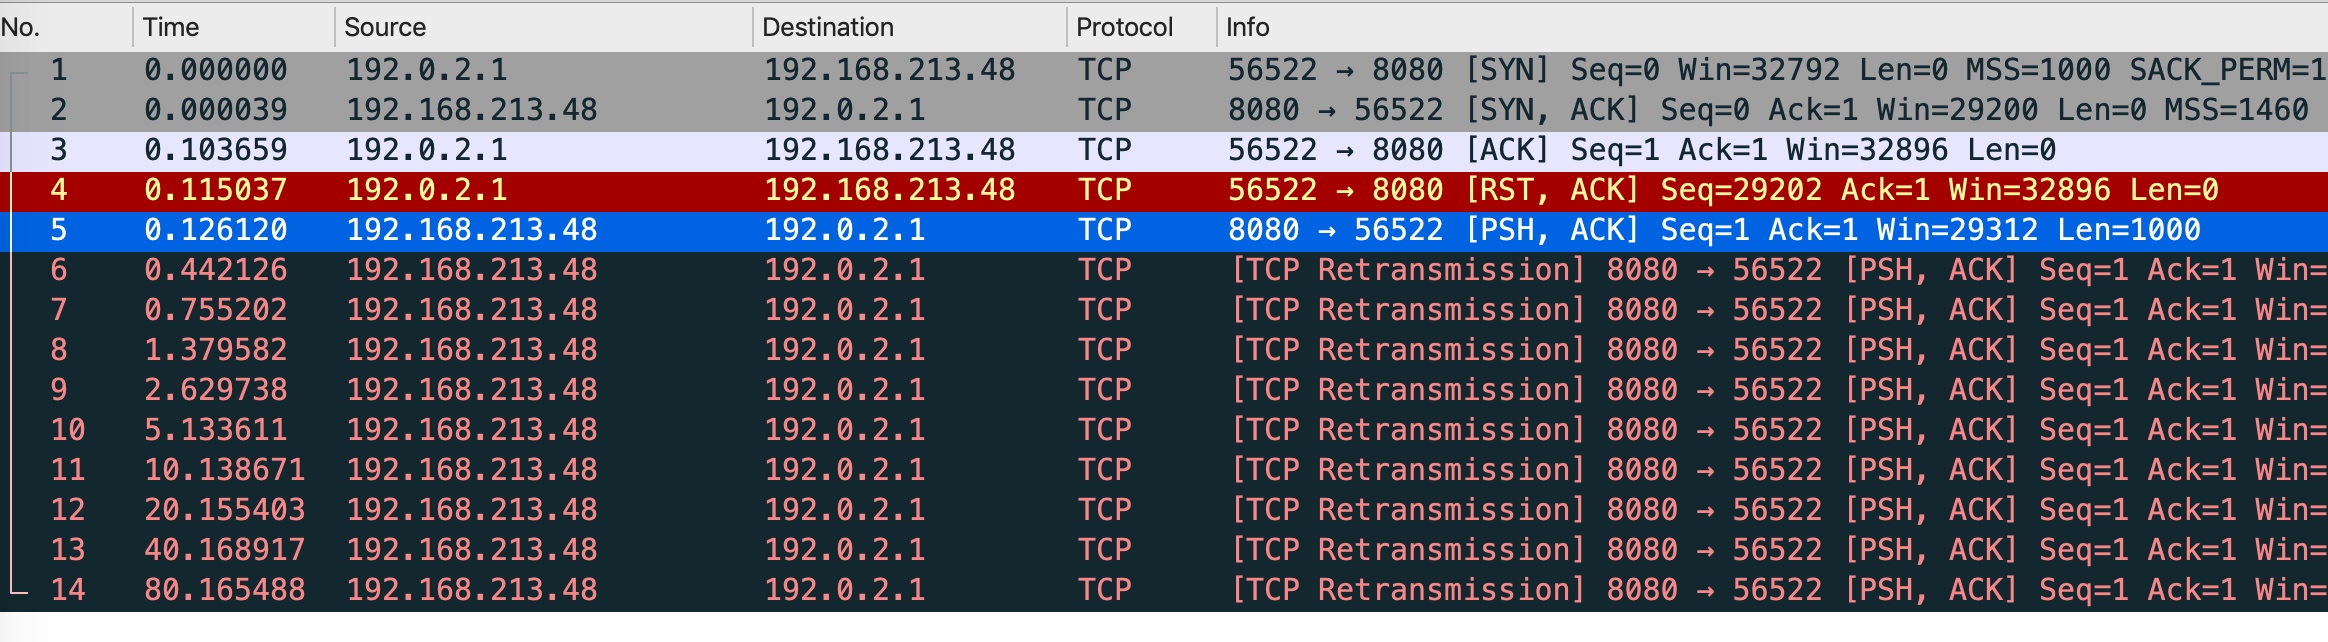 No. Time Source Destination Protocol Info
1 0.000000 192.0.2.1 192.168.213.48 TCP 56522 → 8080 [SYN] Seq=0 Win=32792 Len=0 MSS=1000 SACK_PERM=1
2 0.000039 192.168.213.48 192.0.2.1 TCP 8080 → 56522 [SYN, ACK] Seq=0 Ack=1 Win=29200 Len=0 MSS=1460
3 0.103659 192.0.2.1 192.168.213.48 TCP 56522 → 8080 [ACK] Seq=1 Ack=1 Win=32896 Len=0
4 0.115037 192.0.2.1 192.168.213.48 TCP 56522 → 8080 [RST, ACK] Seq=29202 Ack=1 Win=32896 Len=0
5 0.126120 192.168.213.48 192.0.2.1 TCP 8080 → 56522 [PSH, ACK] Seq=1 Ack=1 Win=29312 Len=1000
6 0.442126 192.168.213.48 192.0.2.1 TCP [TCP Retransmission] 8080 → 56522 [PSH, ACK] Seq=1 Ack=1 Win=
7 0.755202 192.168.213.48 192.0.2.1 TCP [TCP Retransmission] 8080 → 56522 [PSH, ACK] Seq=1 Ack=1 Win=
8 1.379582 192.168.213.48 192.0.2.1 TCP [TCP Retransmission] 8080 → 56522 [PSH, ACK] Seq=1 Ack=1 Win=
9 2.629738 192.168.213.48 192.0.2.1 TCP [TCP Retransmission] 8080 → 56522 [PSH, ACK] Seq=1 Ack=1 Win=
10 5.133611 192.168.213.48 192.0.2.1 TCP [TCP Retransmission] 8080 → 56522 [PSH, ACK] Seq=1 Ack=1 Win=
11 10.138671 192.168.213.48 192.0.2.1 TCP [TCP Retransmission] 8080 → 56522 [PSH, ACK] Seq=1 Ack=1 Win=
12 20.155403 192.168.213.48 192.0.2.1 TCP [TCP Retransmission] 8080 → 56522 [PSH, ACK] Seq=1 Ack=1 Win=
13 40.168917 192.168.213.48 192.0.2.1 TCP [TCP Retransmission] 8080 → 56522 [PSH, ACK] Seq=1 Ack=1 Win=
14 80.165488 192.168.213.48 192.0.2.1 TCP [TCP Retransmission] 8080 → 56522 [PSH, ACK] Seq=1 Ack=1 Win=